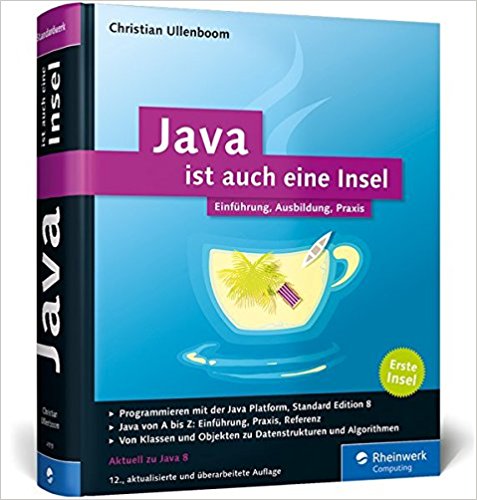 Standardwerk
Java ist auch eine Insel
Christian
Ullenboom
Christian Ullenboom
Java
ist auch eine Insel
Einführung, Ausbildung, Praxis
Erste
Insel
Programmieren mit der Java Platform, Standard Edition 8
Java von A bis Z: Einführung, Praxis, Referenz
Von Klassen und Objekten zu Datenstrukturen und Algorithmen
Aktuell zu Java 8
12., aktualisierte und überarbeitete Auflage
Rheinwerk
Computing